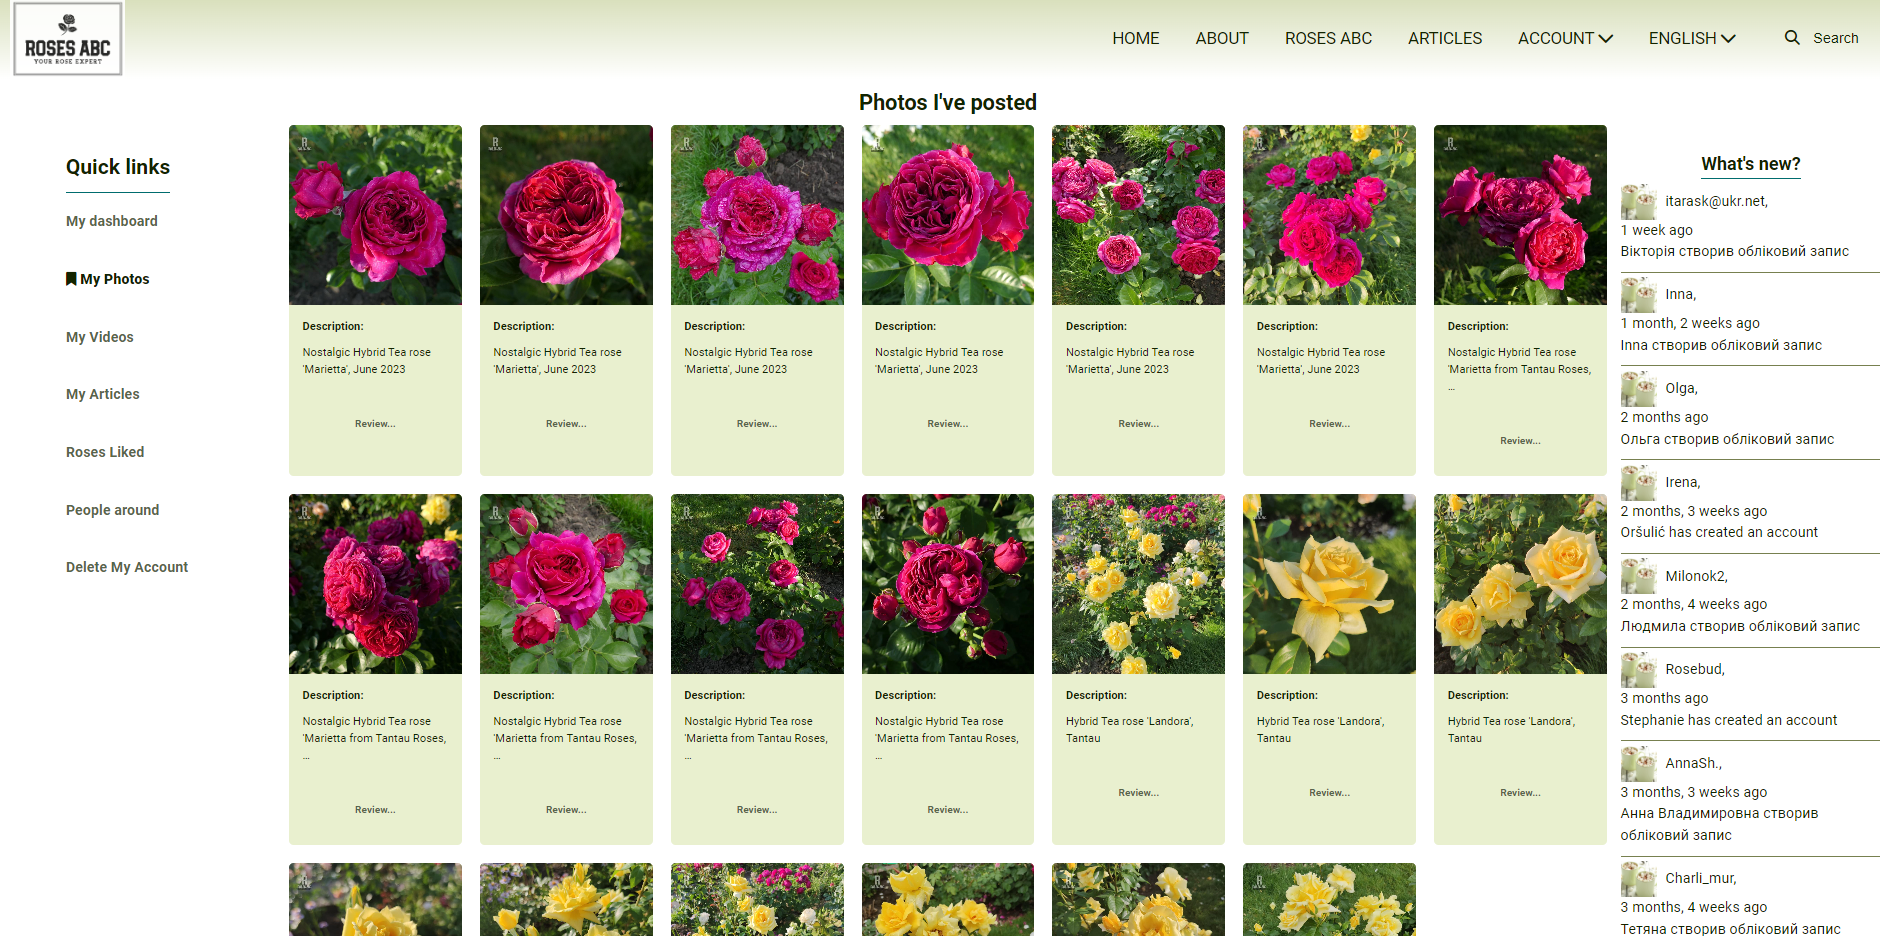 ROSES ABC
YOUR ROSE EXPERT
HOME
ABOUT
ROSES ABC
ARTICLES
ACCOUNT
ENGLISH
Search
Photos I've posted
Quick links
My dashboard
My Photos
My Videos
My Articles
Roses Liked
People around
Delete My Account
Description:
Nostalgic Hybrid Tea rose
'Marietta', June 2023
Review...
Description:
Nostalgic Hybrid Tea rose
'Marietta', June 2023
Review...
Description:
Nostalgic Hybrid Tea rose
'Marietta', June 2023
Review...
Description:
Nostalgic Hybrid Tea rose
'Marietta', June 2023
Review...
Description:
Nostalgic Hybrid Tea rose
'Marietta', June 2023
Review...
Description:
Nostalgic Hybrid Tea rose
'Marietta', June 2023
Review...
Description:
Nostalgic Hybrid Tea rose
'Marietta from Tantau Roses,
...
Review...
Description:
Nostalgic Hybrid Tea rose
'Marietta from Tantau Roses,
...
Review...
Description:
Nostalgic Hybrid Tea rose
'Marietta from Tantau Roses,
...
Review...
Description:
Nostalgic Hybrid Tea rose
'Marietta from Tantau Roses,
...
Review...
Description:
Nostalgic Hybrid Tea rose
'Marietta from Tantau Roses,
...
Review...
Description:
Hybrid Tea rose 'Landora',
Tantau
Review...
Description:
Hybrid Tea rose 'Landora',
Tantau
Review...
Description:
Hybrid Tea rose 'Landora',
Tantau
Review...
What's new?
itarask@ukr.net,
1 week ago
Вікторія створив обліковий запис
Inna,
1 month, 2 weeks ago
Inna створив обліковий запис
Olga,
2 months ago
Ольга створив обліковий запис
Irena,
2 months, 3 weeks ago
Oršulić has created an account
Milonok2,
2 months, 4 weeks ago
Людмила створив обліковий запис
Rosebud,
3 months ago
Stephanie has created an account
AnnaSh.,
3 months, 3 weeks ago
Анна Владимировна створив
обліковий запис
Charli_mur,
3 months, 4 weeks ago
Тетяна створив обліковий запис